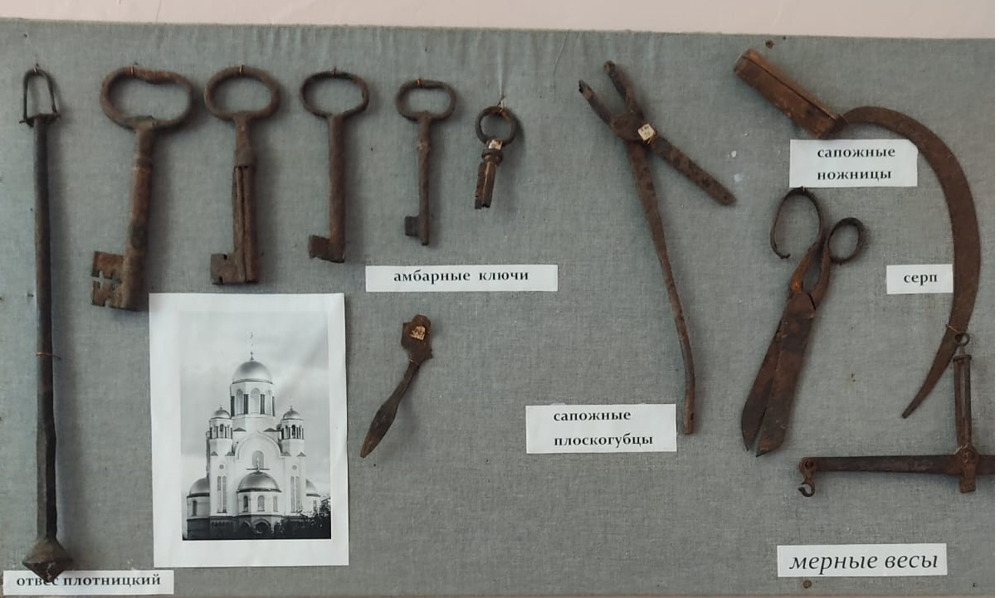 сапожные
ножницы
амбарные ключи
серп
сапожные
плоскогубцы
мерные весы
отвес плотницкий